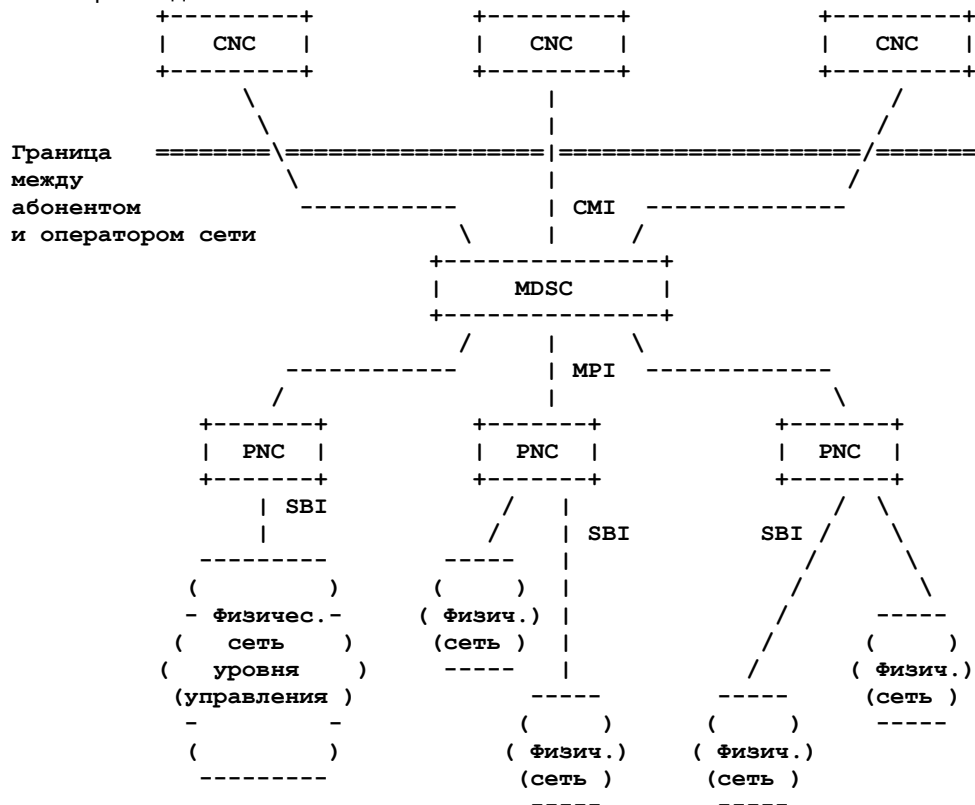 CNC CNC CNC
Граница
между
абонентом CMI
и оператором сети
MDSC
MPI
PNC PNC PNC
SBI
SBI SBI
Физичес. Физич.
сеть (сеть ) Физич.
уровня (сеть )
(управления )
Физич. Физич.
(сеть ) (сеть )